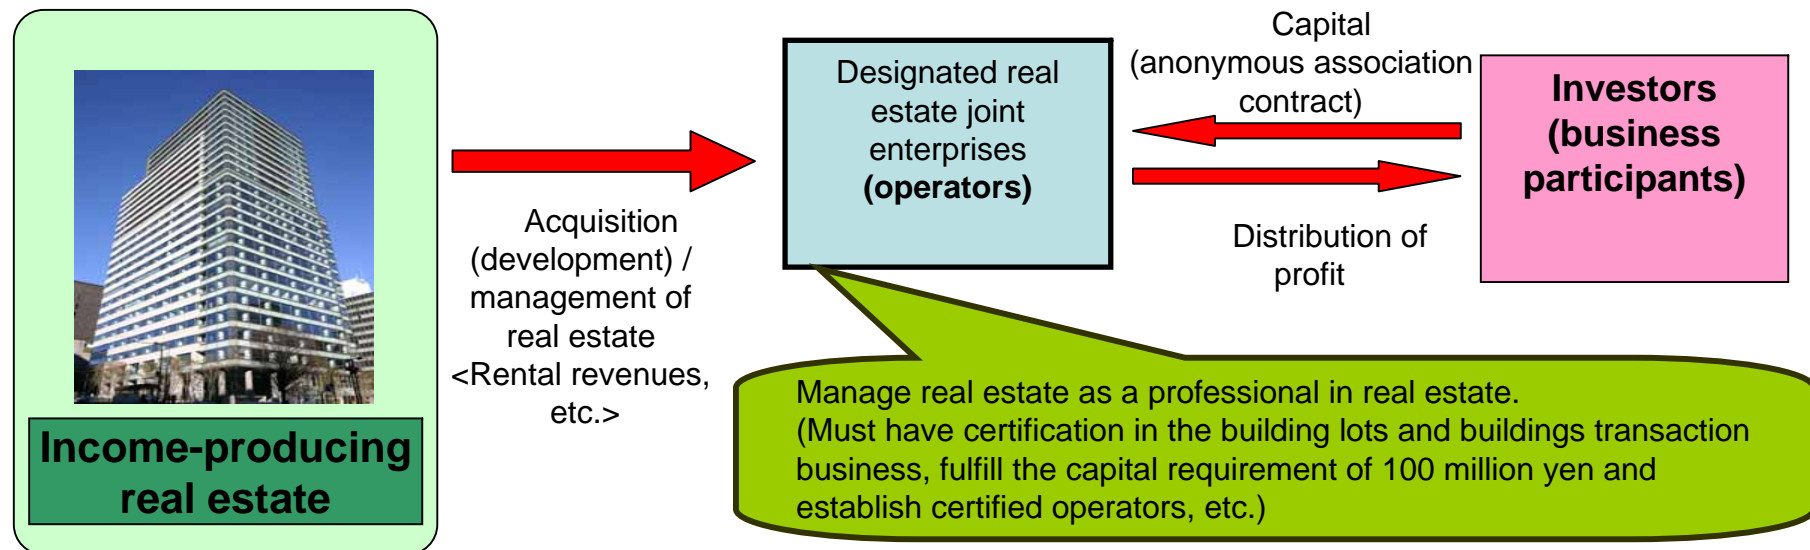 Income-producing
real estate
Acquisition
(development) /
management of
real estate
<Rental revenues,
etc.>
Designated real
estate joint
enterprises
(operators)
Capital
(anonymous association
contract)
Distribution of
profit
Investors
(business
participants)
Manage real estate as a professional in real estate.
(Must have certification in the building lots and buildings transaction
business, fulfill the capital requirement of 100 million yen and
establish certified operators, etc.)